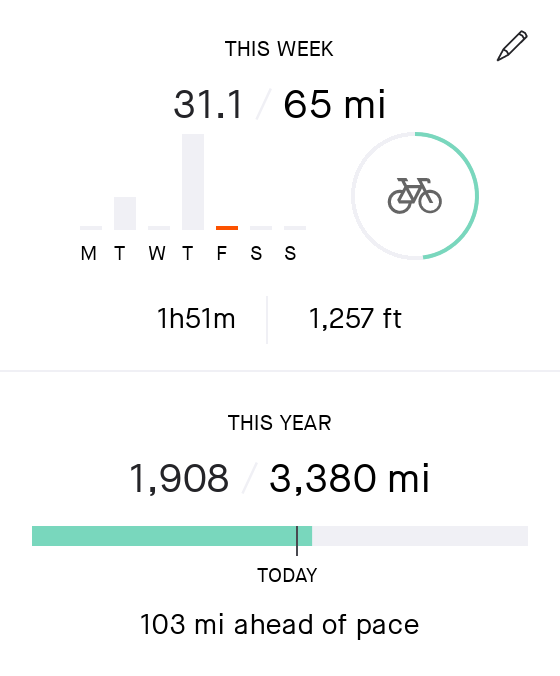 THIS WEEK
31.1 / 65 mi
M T W T F S S
1h51m 1,257 ft
THIS YEAR
1,908 / 3,380 mi
TODAY
103 mi ahead of pace